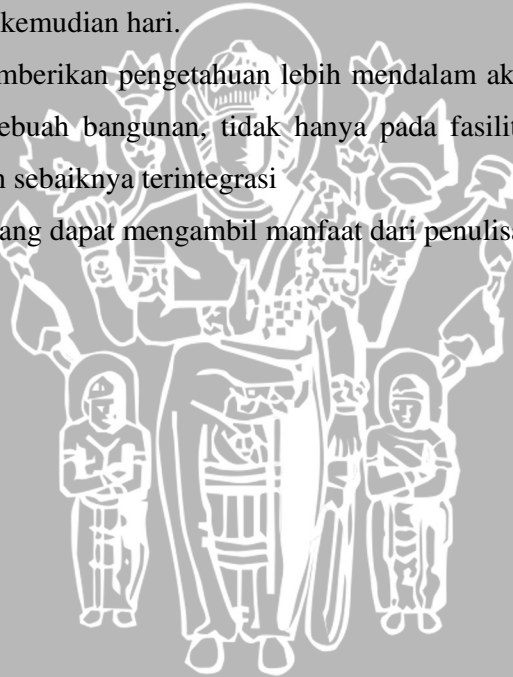 kemudian hari.
mberikan pengetahuan lebih mendalam ak
ebuah bangunan, tidak hanya pada fasilit
n sebaiknya terintegrasi
ang dapat mengambil manfaat dari penulisa